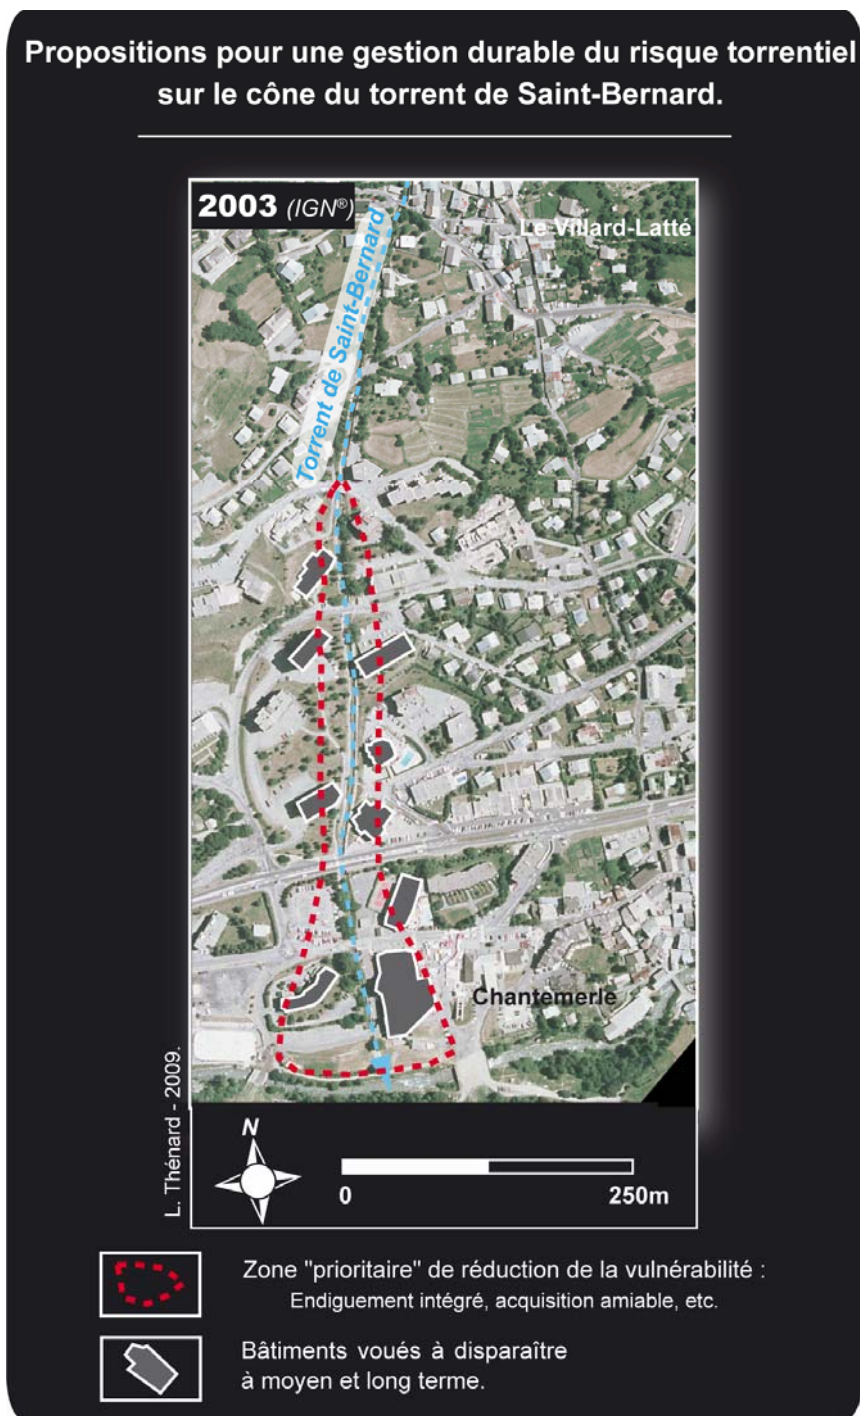 Propositions pour une gestion durable du risque torrentiel
sur le cône du torrent de Saint-Bernard.
2003 (IGN®)
Le Villard-Latté
Torrent de Saint-Bernard
Chantemerle
L. Thénard - 2009.
N
0 250m
Zone "prioritaire" de réduction de la vulnérabilité :
Endiguement intégré, acquisition amiable, etc.
Bâtiments voués à disparaître
à moyen et long terme.